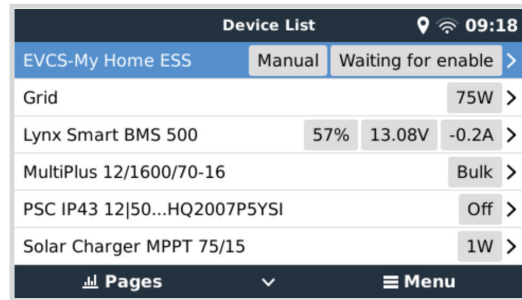 Device List 09:18
EVCS-My Home ESS Manual Waiting for enable
Grid 75W
Lynx Smart BMS 500 57% 13.08V -0.2A
MultiPlus 12/1600/70-16 Bulk
PSC IP43 12|50...HQ2007P5YSI Off
Solar Charger MPPT 75/15 1W
Pages Menu